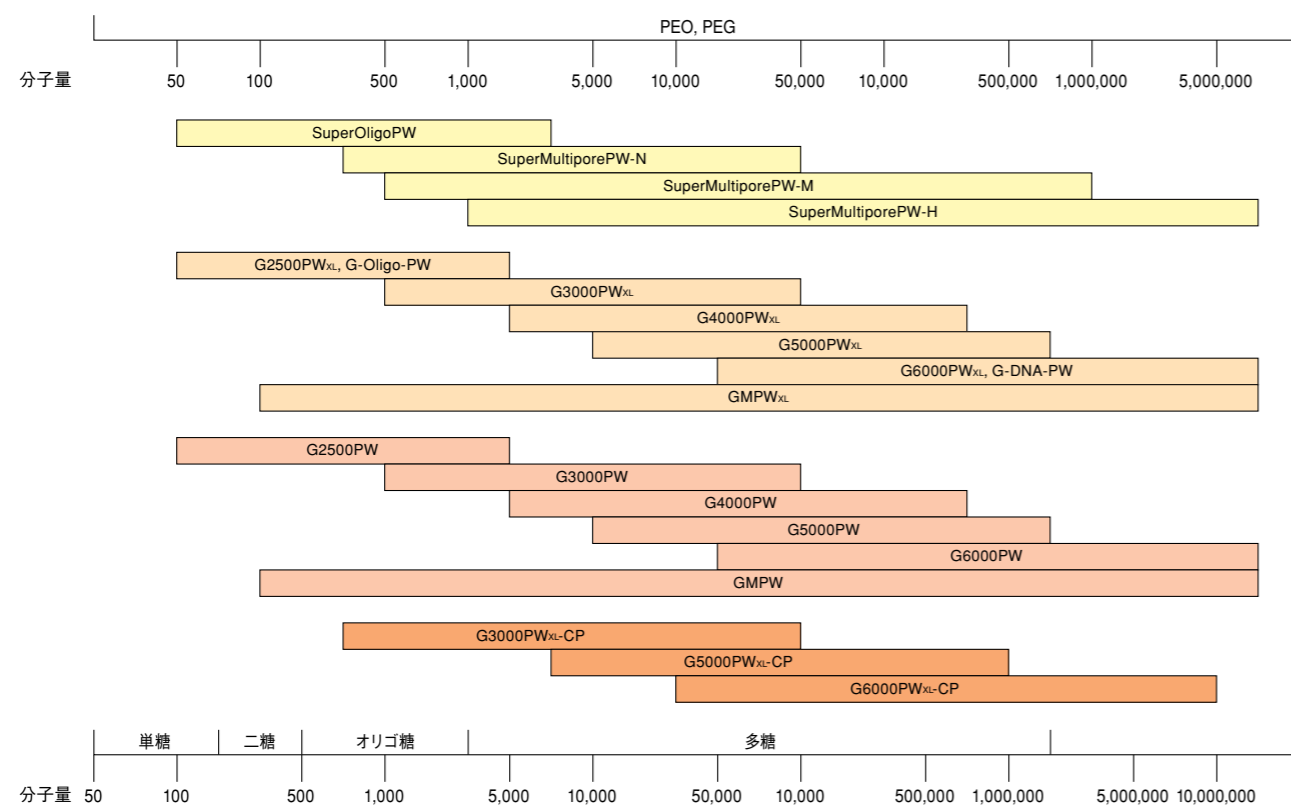 PEO, PEG
分子量 50 100 500 1,000 5,000 10,000 50,000 10,000 500,000 1,000,000 5,000,000
SuperOligoPW
SuperMultiporePW-N
SuperMultiporePW-M
SuperMultiporePW-H
G2500PWXL, G-Oligo-PW
G3000PWXL
G4000PWXL
G5000PWXL
G6000PWXL, G-DNA-PW
GMPWXL
G2500PW
G3000PW
G4000PW
G5000PW
G6000PW
GMPW
G3000PWXL-CP
G5000PWXL-CP
G6000PWXL-CP
単糖 二糖 オリゴ糖 多糖
分子量 50 100 500 1,000 5,000 10,000 50,000 10,000 500,000 1,000,000 5,000,000 10,000,000